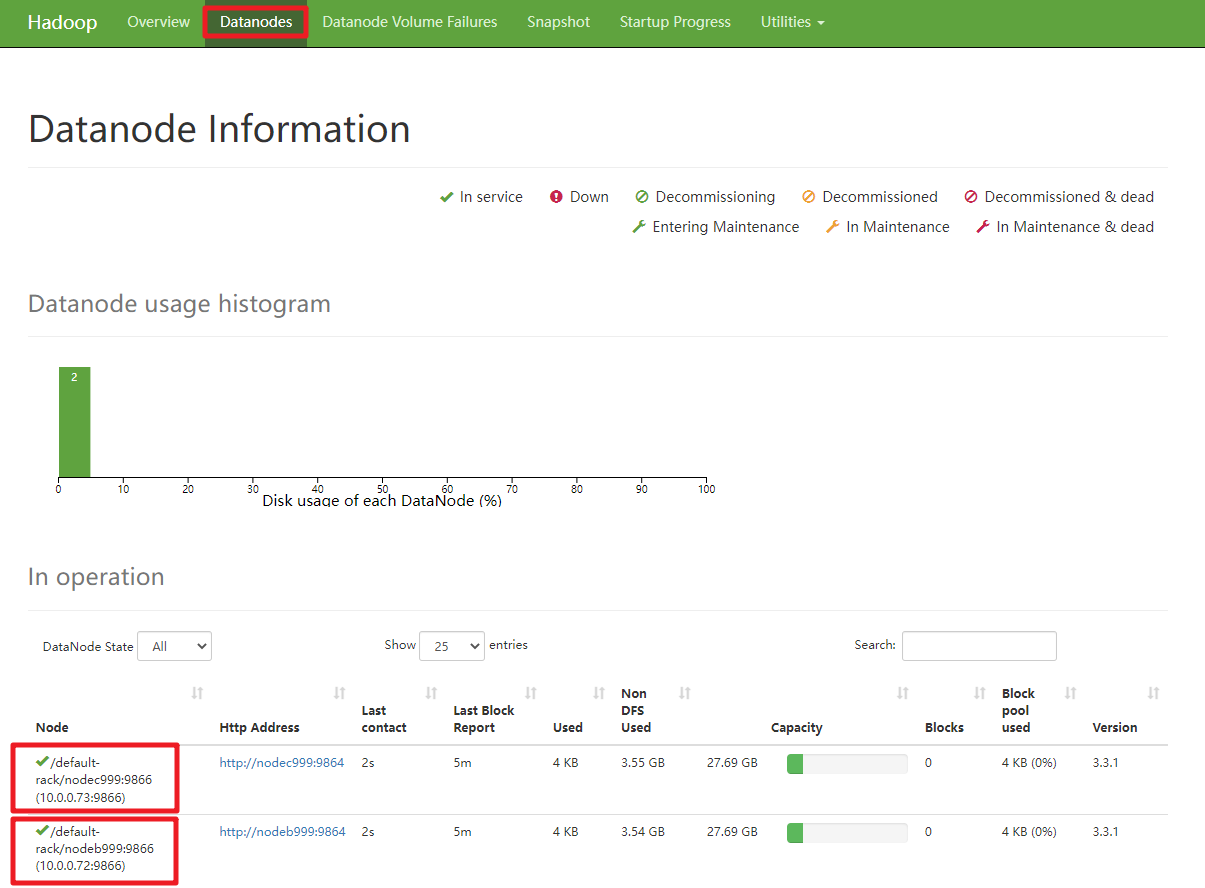 Hadoop Overview Datanodes Datanode Volume Failures Snapshot Startup Progress Utilities
Datanode Information
In service Down Decommissioning Decommissioned Decommissioned & dead
Entering Maintenance In Maintenance In Maintenance & dead
Datanode usage histogram
2
0 10 20 30 40 50 60 70 80 90 100
Disk usage of each DataNode (%)
In operation
DataNode State All Show 25 entries Search:
Node Http Address Last contact Last Block Report Used Non DFS Used Capacity Blocks Block pool used Version
/default-
rack/nodec999:9866
(10.0.0.73:9866)
http://nodec999:9864 2s 5m 4 KB 3.55 GB 27.69 GB 0 4 KB (0%) 3.3.1
/default-
rack/nodeb999:9866
(10.0.0.72:9866)
http://nodeb999:9864 2s 5m 4 KB 3.54 GB 27.69 GB 0 4 KB (0%) 3.3.1